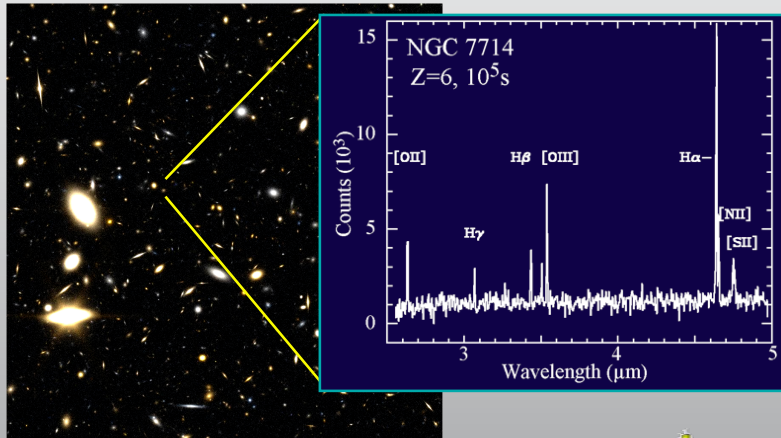 NGC 7714
Z=6, 10⁵s
15
10
5
0
Counts (10³)
[OII]
Hγ
Hβ [OIII]
Hα
[NII]
[SII]
3 4 5
Wavelength (μm)